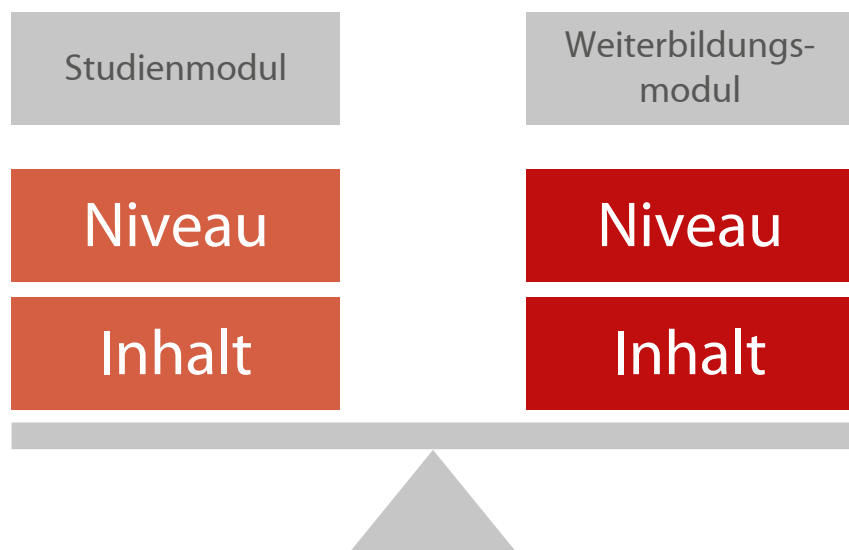 Studienmodul
Weiterbildungs-
modul
Niveau
Niveau
Inhalt
Inhalt